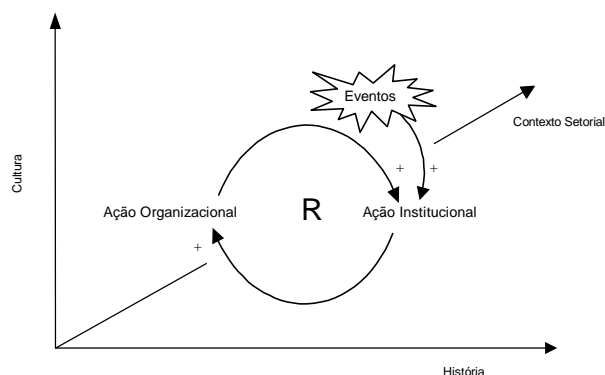 Eventos
Contexto Setorial
Cultura
+ +
Ação Organizacional
R
Ação Institucional
+
História